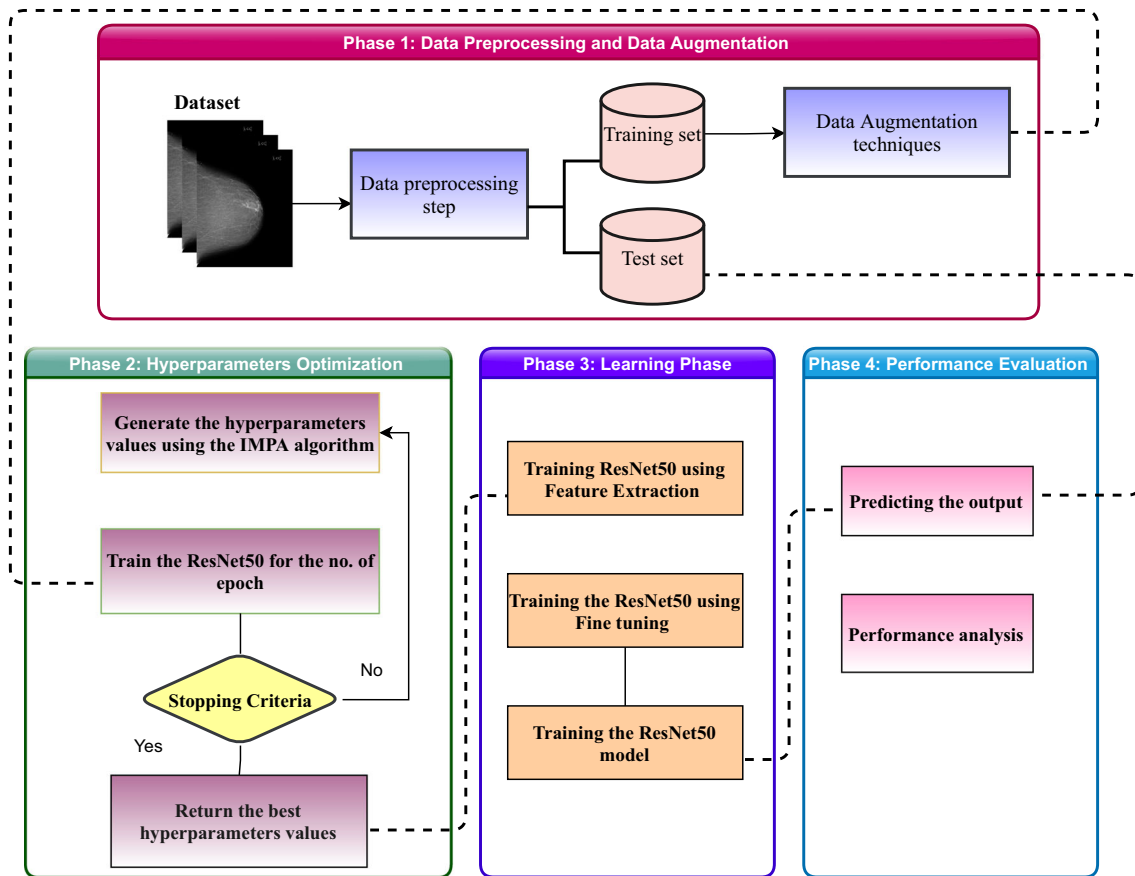 Phase 1: Data Preprocessing and Data Augmentation
Dataset
Data preprocessing
step
Training set
Test set
Data Augmentation
techniques
Phase 2: Hyperparameters Optimization
Generate the hyperparameters
values using the IMPA algorithm
Train the ResNet50 for the no. of
epoch
Stopping Criteria
No
Yes
Return the best
hyperparameters values
Phase 3: Learning Phase
Training ResNet50 using
Feature Extraction
Training the ResNet50 using
Fine tuning
Training the ResNet50
model
Phase 4: Performance Evaluation
Predicting the output
Performance analysis